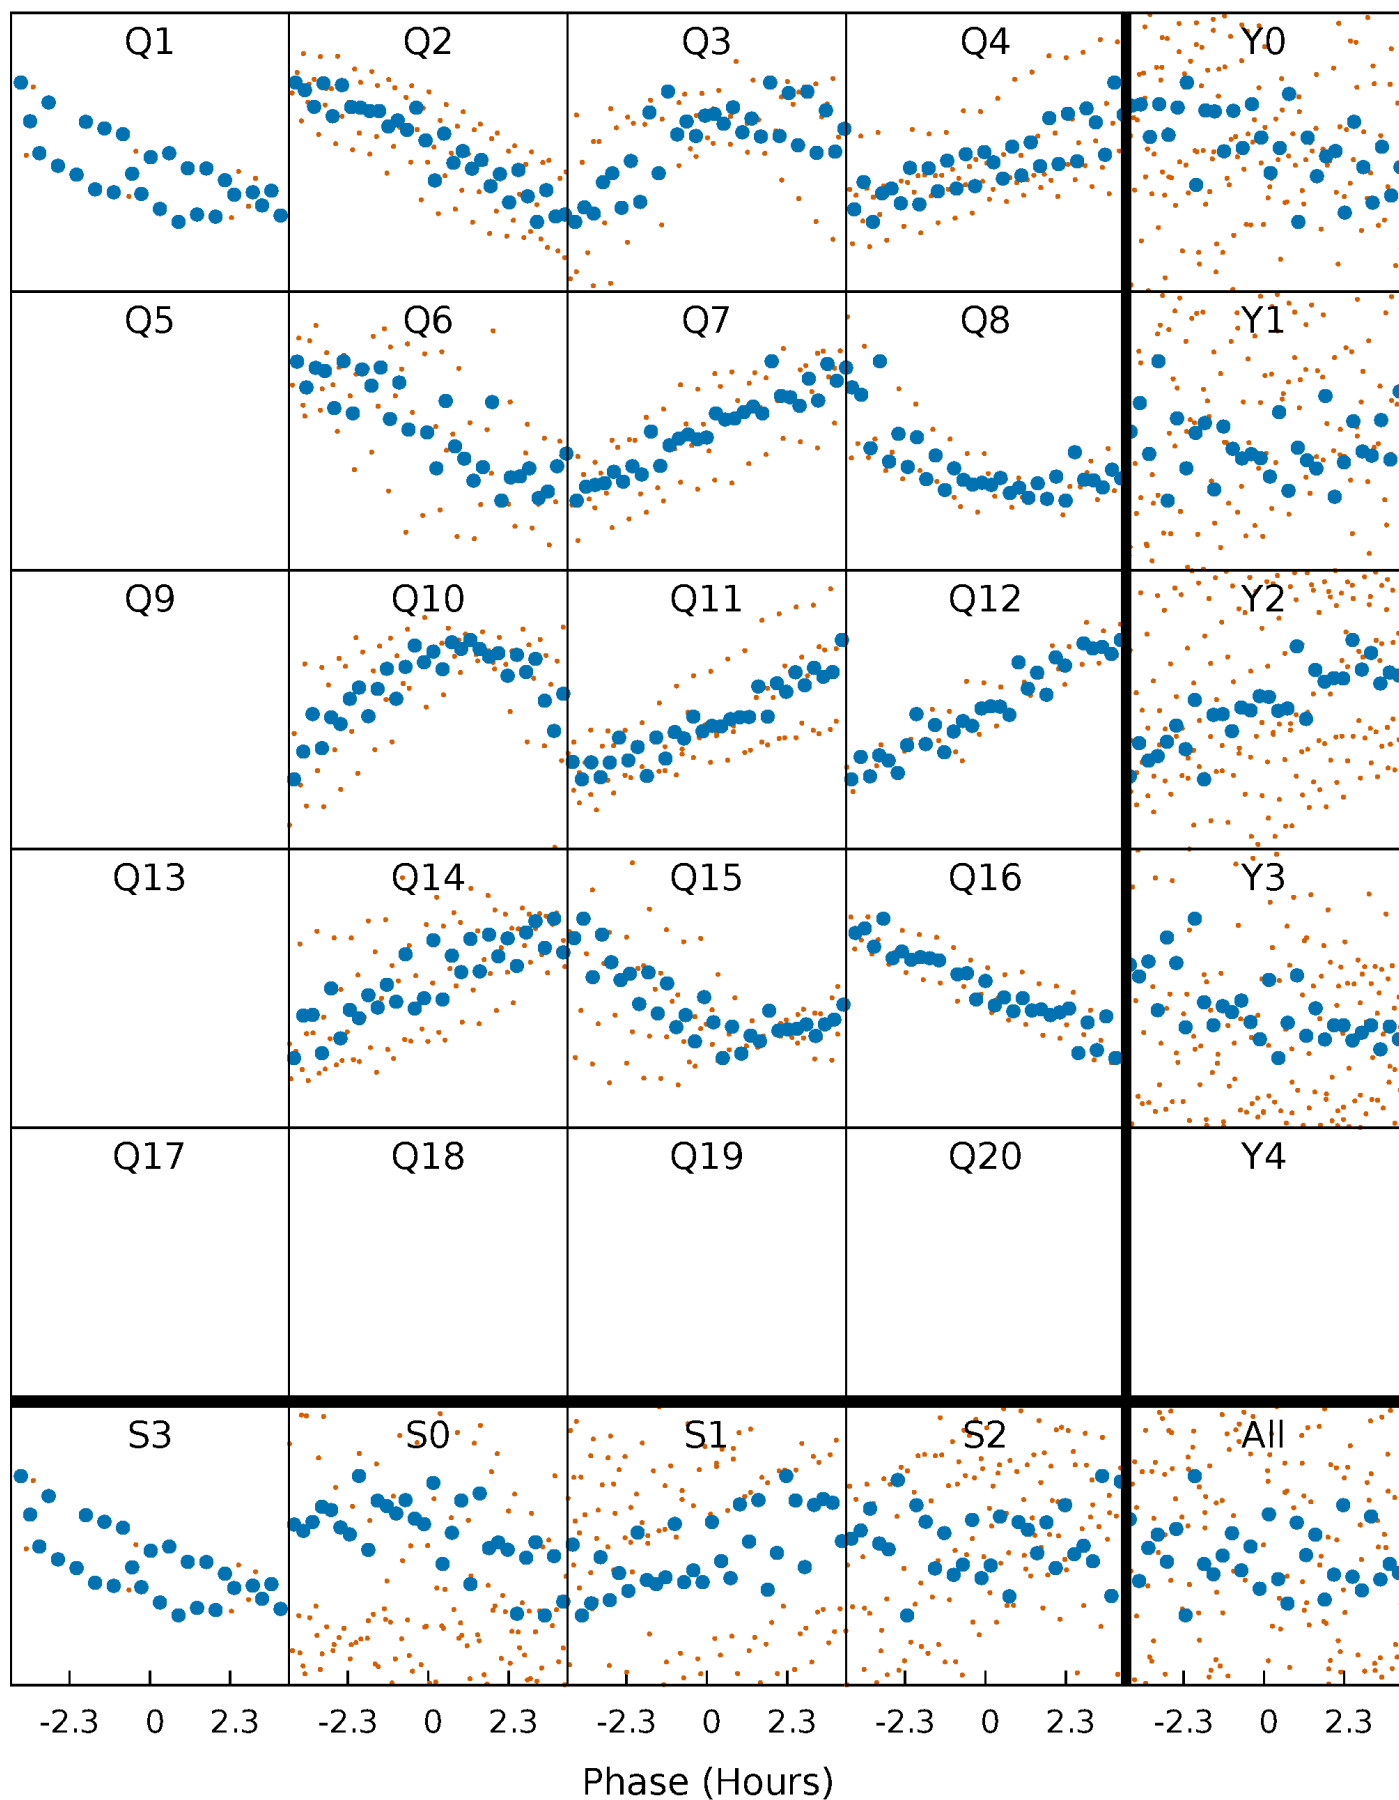 Q1 Q2 Q3 Q4 Y0
Q5 Q6 Q7 Q8 Y1
Q9 Q10 Q11 Q12 Y2
Q13 Q14 Q15 Q16 Y3
Q17 Q18 Q19 Q20 Y4
S3 S0 S1 S2 All
-2.3 0 2.3 -2.3 0 2.3 -2.3 0 2.3 -2.3 0 2.3 -2.3 0 2.3
Phase (Hours)